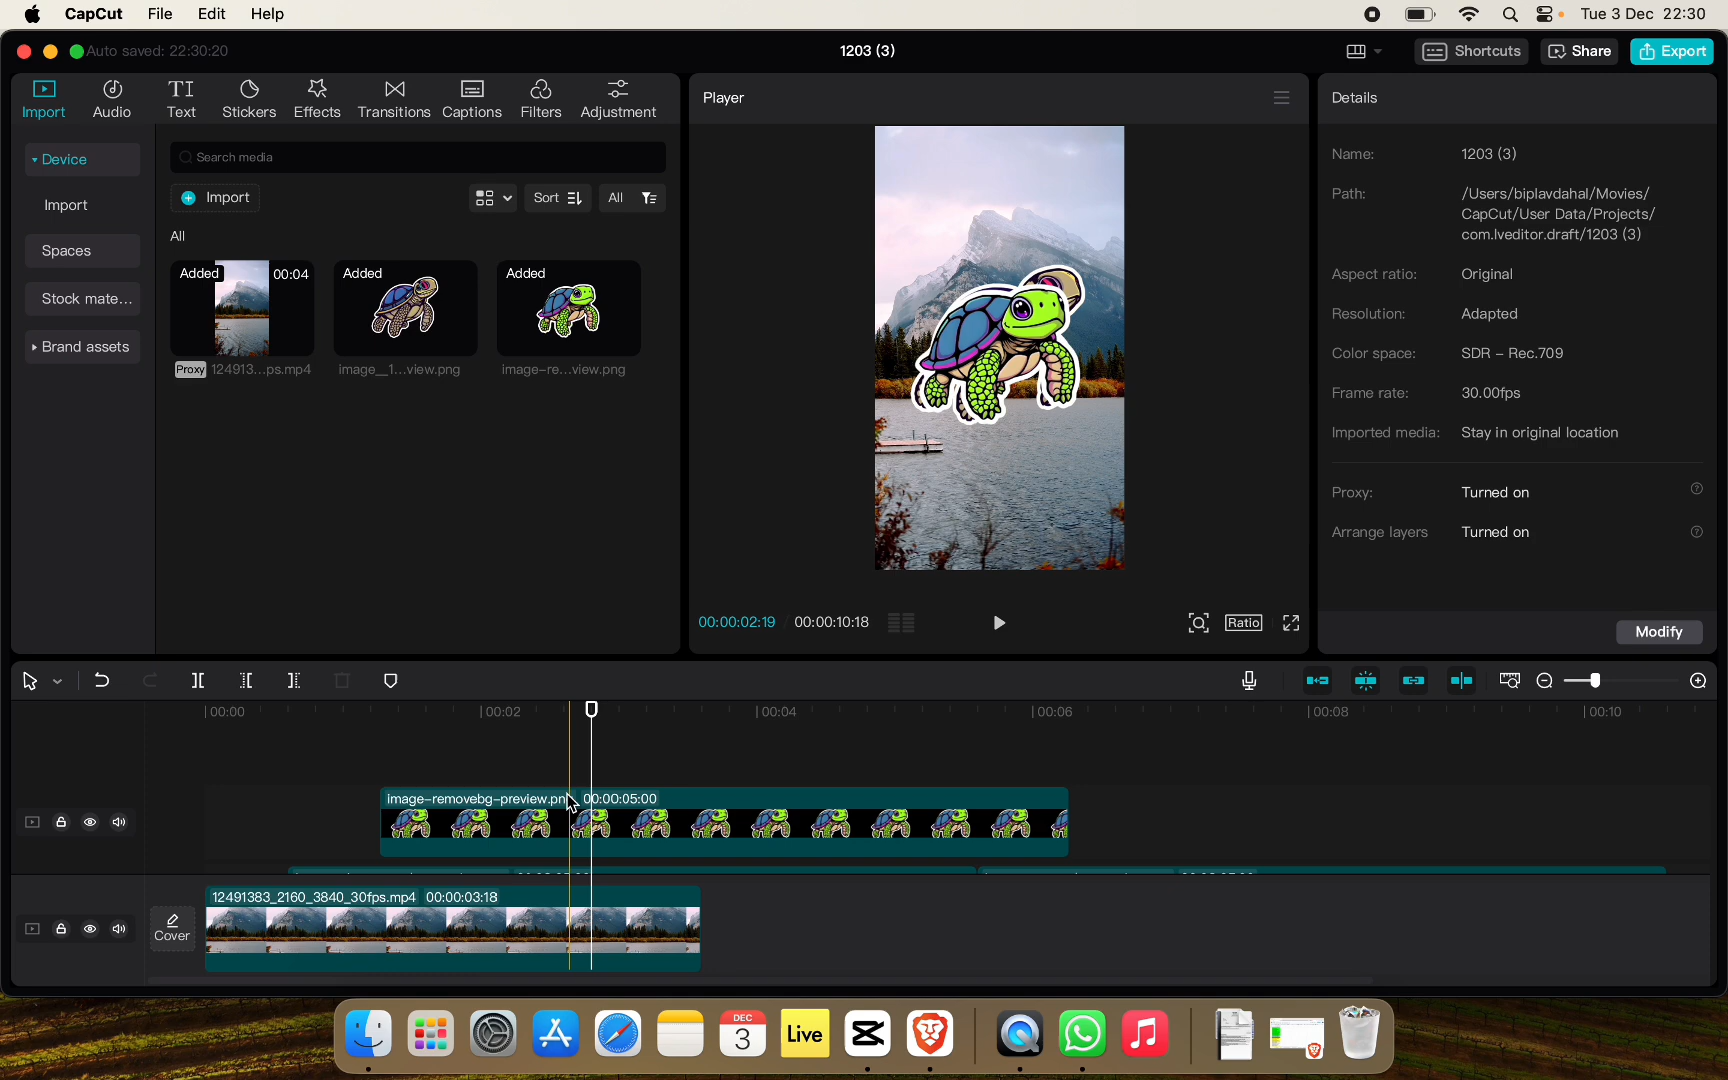 CapCut File Edit Help Tue 3 Dec 22:30
Auto saved: 22:30:20 1203 (3) Shortcuts Share Export
Import Audio Text Stickers Effects Transitions Captions Filters Adjustment
Device
Import
Spaces
Stock mate...
Brand assets
Search media
Import Sort All
All
Added 00:04 Added Added
Proxy 124913...ps.mp4 image__1...view.png image-re...view.png
Player
00:00:02:19 00:00:10:18 Ratio
Details
Name: 1203 (3)
Path: /Users/biplavdahal/Movies/
CapCut/User Data/Projects/
com.lveditor.draft/1203 (3)
Aspect ratio: Original
Resolution: Adapted
Color space: SDR – Rec.709
Frame rate: 30.00fps
Imported media: Stay in original location
Proxy: Turned on
Arrange layers Turned on
Modify
00:00 00:02 00:04 00:06 00:08 00:10
00:00:05:00
12491383_2160_3840_30fps.mp4 00:00:03:18
Cover
DEC
3
Live